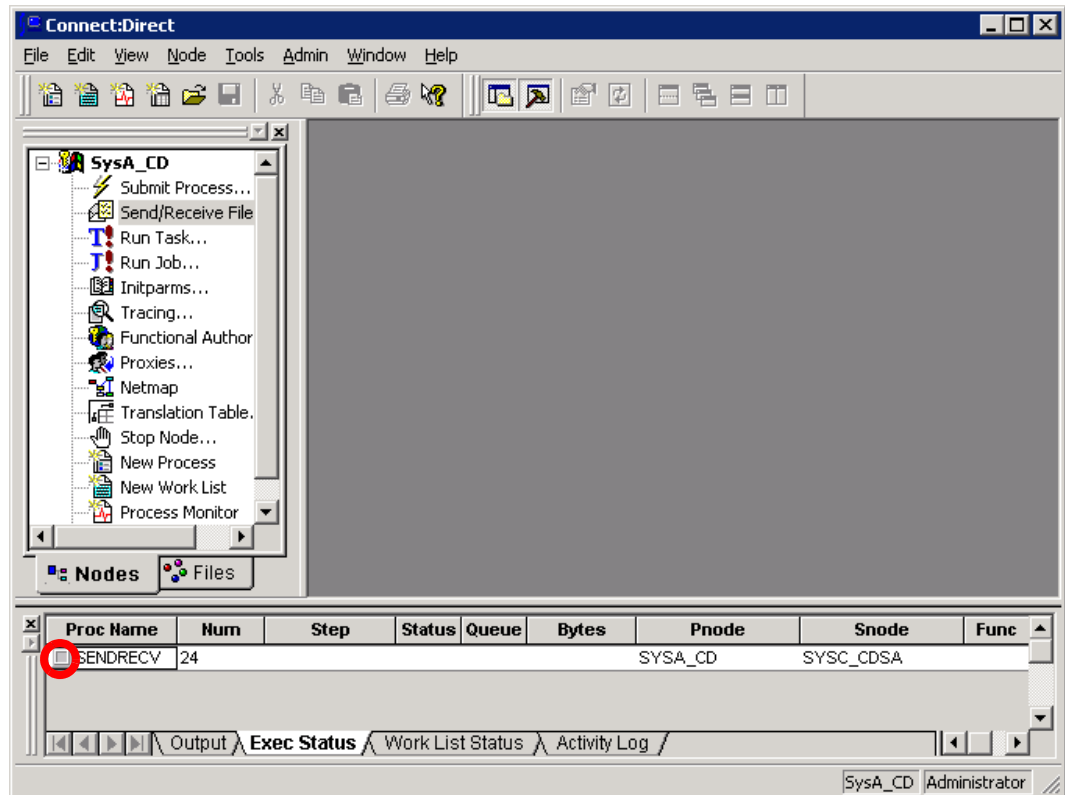 Connect:Direct
File Edit View Node Tools Admin Window Help
SysA_CD
Submit Process...
Send/Receive File
Run Task...
Run Job...
Initparms...
Tracing...
Functional Author
Proxies...
Netmap
Translation Table.
Stop Node...
New Process
New Work List
Process Monitor
Nodes Files
Proc Name Num Step Status Queue Bytes Pnode Snode Func
SENDRECV 24 SYSA_CD SYSC_CDSA
Output Exec Status Work List Status Activity Log
SysA_CD Administrator